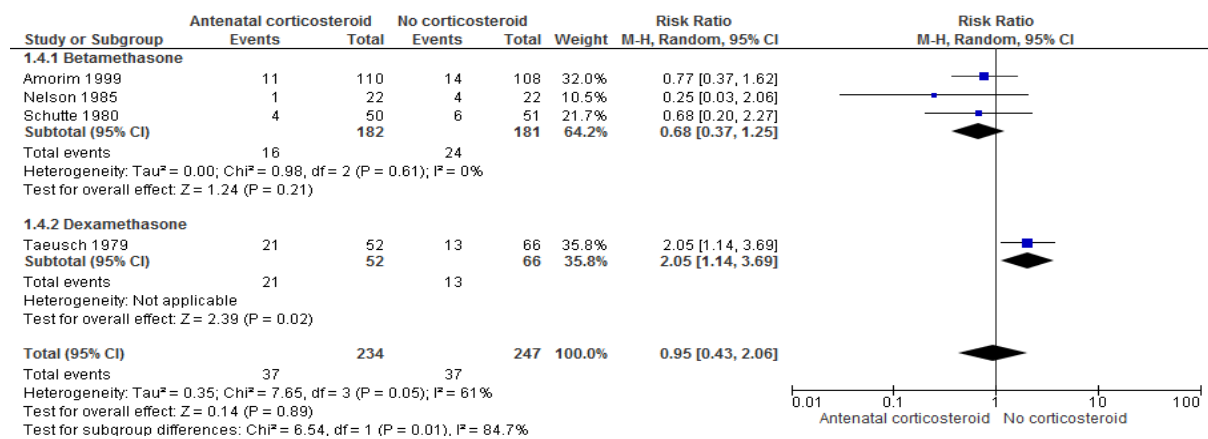 Antenatal corticosteroid No corticosteroid Risk Ratio Risk Ratio
Study or Subgroup Events Total Events Total Weight M-H, Random, 95% CI M-H, Random, 95% CI
1.4.1 Betamethasone
Amorim 1999 11 110 14 108 32.0% 0.77 [0.37, 1.62]
Nelson 1985 1 22 4 22 10.5% 0.25 [0.03, 2.06]
Schutte 1980 4 50 6 51 21.7% 0.68 [0.20, 2.27]
Subtotal (95% CI) 182 181 64.2% 0.68 [0.37, 1.25]
Total events 16 24
Heterogeneity: Tau² = 0.00; Chi² = 0.98, df = 2 (P = 0.61); I² = 0%
Test for overall effect: Z = 1.24 (P = 0.21)
1.4.2 Dexamethasone
Taeusch 1979 21 52 13 66 35.8% 2.05 [1.14, 3.69]
Subtotal (95% CI) 52 66 35.8% 2.05 [1.14, 3.69]
Total events 21 13
Heterogeneity: Not applicable
Test for overall effect: Z = 2.39 (P = 0.02)
Total (95% CI) 234 247 100.0% 0.95 [0.43, 2.06]
Total events 37 37
Heterogeneity: Tau² = 0.35; Chi² = 7.65, df = 3 (P = 0.05); I² = 61%
Test for overall effect: Z = 0.14 (P = 0.89)
Test for subgroup differences: Chi² = 6.54, df = 1 (P = 0.01), I² = 84.7%
0.01 0.1 1 10 100
Antenatal corticosteroid No corticosteroid